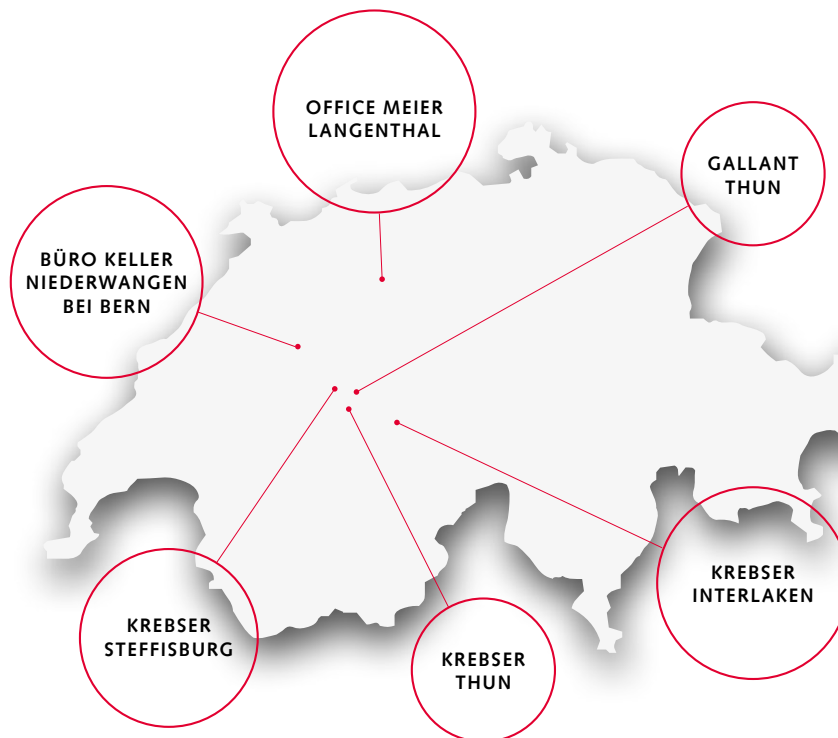 OFFICE MEIER
LANGENTHAL
GALLANT
THUN
BÜRO KELLER
NIEDERWANGEN
BEI BERN
KREBSER
STEFFISBURG
KREBSER
THUN
KREBSER
INTERLAKEN